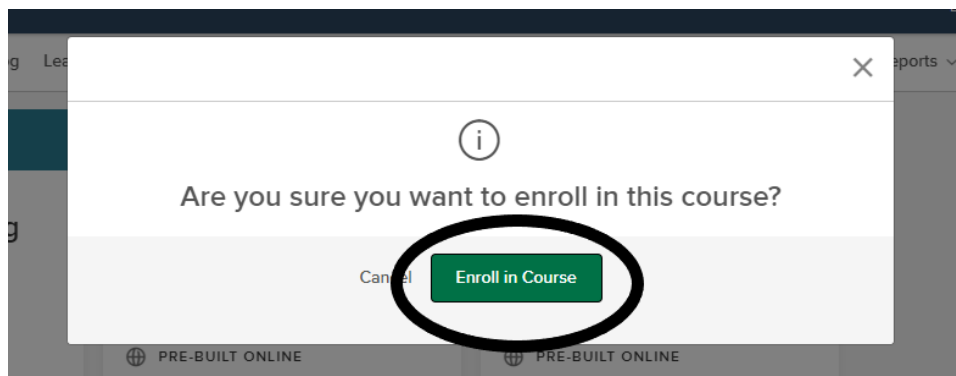 Are you sure you want to enroll in this course?
Cancel Enroll in Course
PRE-BUILT ONLINE PRE-BUILT ONLINE